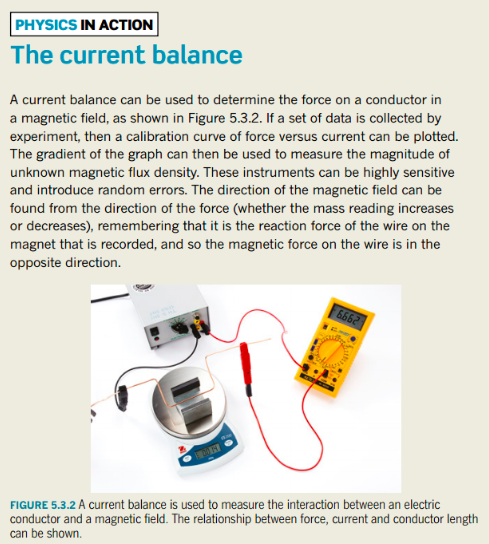 PHYSICS IN ACTION
The current balance
A current balance can be used to determine the force on a conductor in
a magnetic field, as shown in Figure 5.3.2. If a set of data is collected by
experiment, then a calibration curve of force versus current can be plotted.
The gradient of the graph can then be used to measure the magnitude of
unknown magnetic flux density. These instruments can be highly sensitive
and introduce random errors. The direction of the magnetic field can be
found from the direction of the force (whether the mass reading increases
or decreases), remembering that it is the reaction force of the wire on the
magnet that is recorded, and so the magnetic force on the wire is in the
opposite direction.
FIGURE 5.3.2 A current balance is used to measure the interaction between an electric
conductor and a magnetic field. The relationship between force, current and conductor length
can be shown.